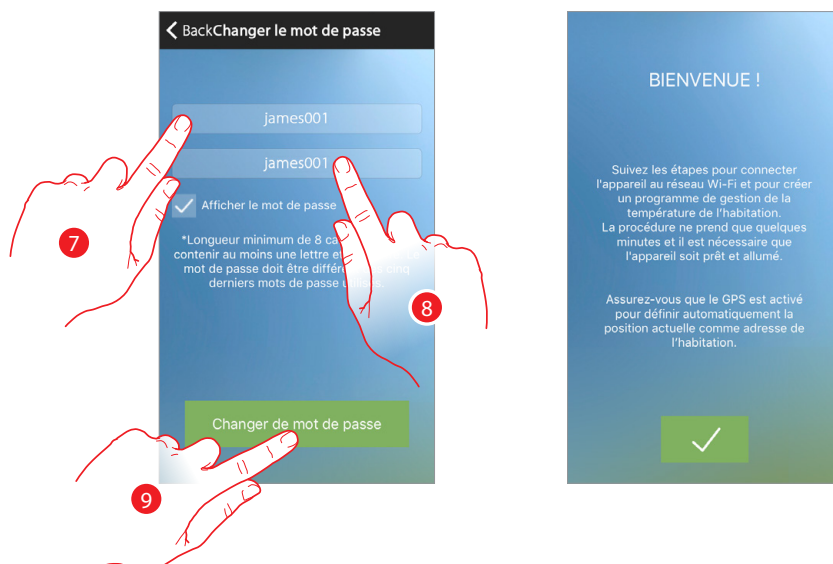 BackChanger le mot de passe
james001
james001
Afficher le mot de passe
*Longueur minimum de 8 ca
contenir au moins une lettre et
mot de passe doit être différ cinq
derniers mots de passe utilisés.
Changer de mot de passe
7
8
9
BIENVENUE !
Suivez les étapes pour connecter
l'appareil au réseau Wi-Fi et pour créer
un programme de gestion de la
température de l'habitation.
La procédure ne prend que quelques
minutes et il est nécessaire que
l'appareil soit prêt et allumé.
Assurez-vous que le GPS est activé
pour définir automatiquement la
position actuelle comme adresse de
l'habitation.